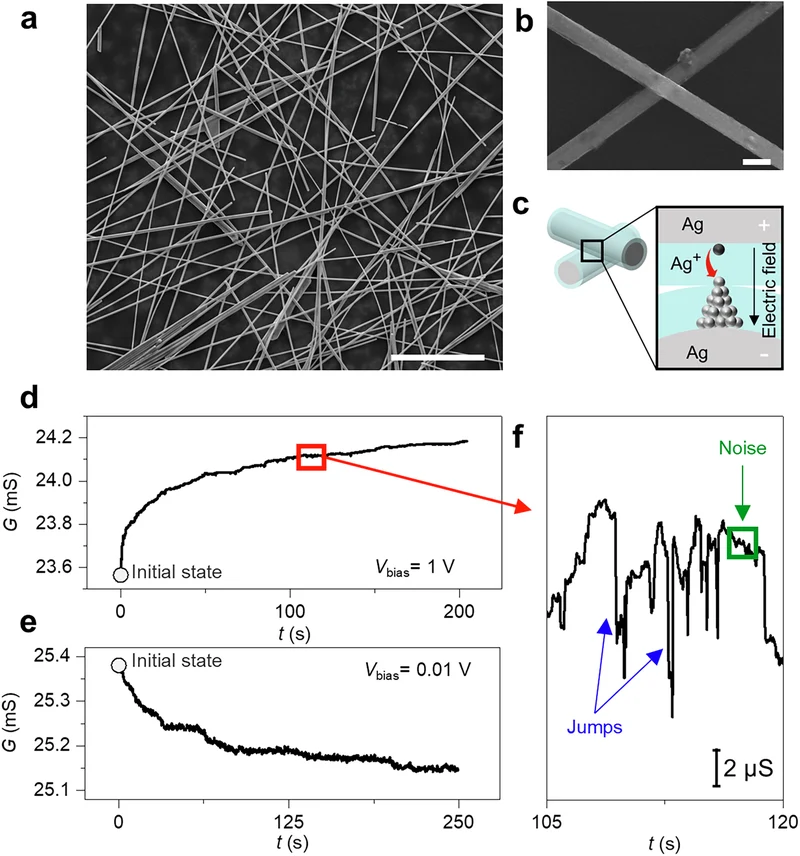 a
b
c
Ag
+
Ag⁺
Electric field
Ag
–
d
24.2
24.0
23.8
23.6
G (mS)
Initial state
Vbias= 1 V
0
100
200
t (s)
e
25.4
25.3
25.2
25.1
G (mS)
Initial state
Vbias= 0.01 V
0
125
250
t (s)
f
Noise
Jumps
2 µS
105
120
t (s)